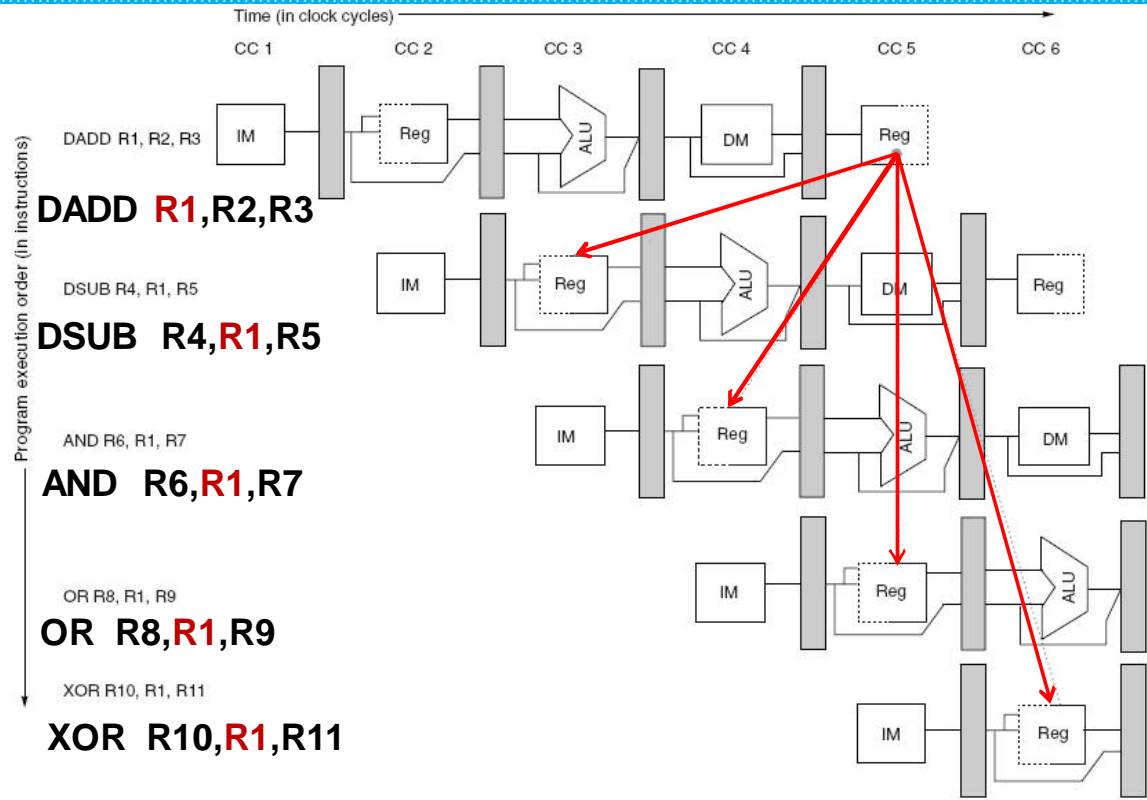 Time (in clock cycles)
CC 1 CC 2 CC 3 CC 4 CC 5 CC 6
Program execution order (in instructions)
DADD R1, R2, R3
IM Reg ALU DM Reg
DADD R1,R2,R3
DSUB R4, R1, R5
IM Reg ALU DM Reg
DSUB R4,R1,R5
AND R6, R1, R7
IM Reg ALU DM
AND R6,R1,R7
OR R8, R1, R9
IM Reg ALU
OR R8,R1,R9
XOR R10, R1, R11
IM Reg
XOR R10,R1,R11